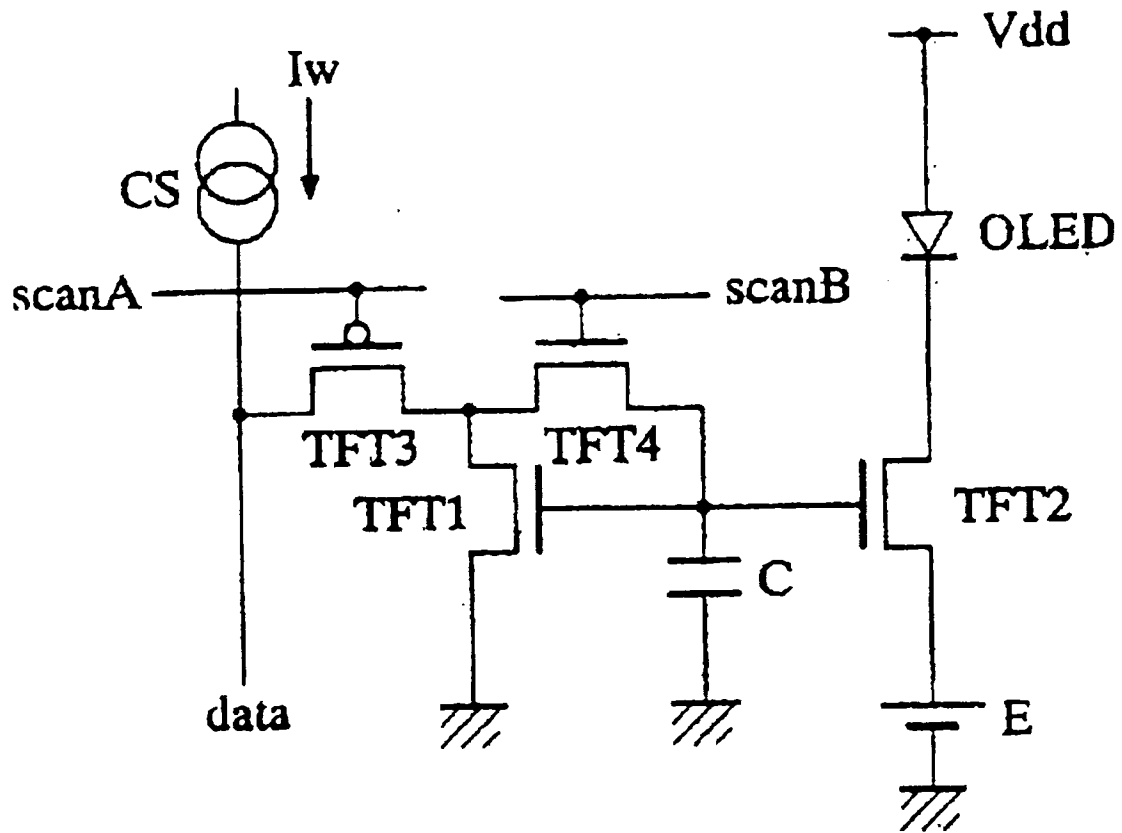 Vdd
Iw
CS
OLED
scanA
scanB
TFT3
TFT4
TFT1
TFT2
C
data
E